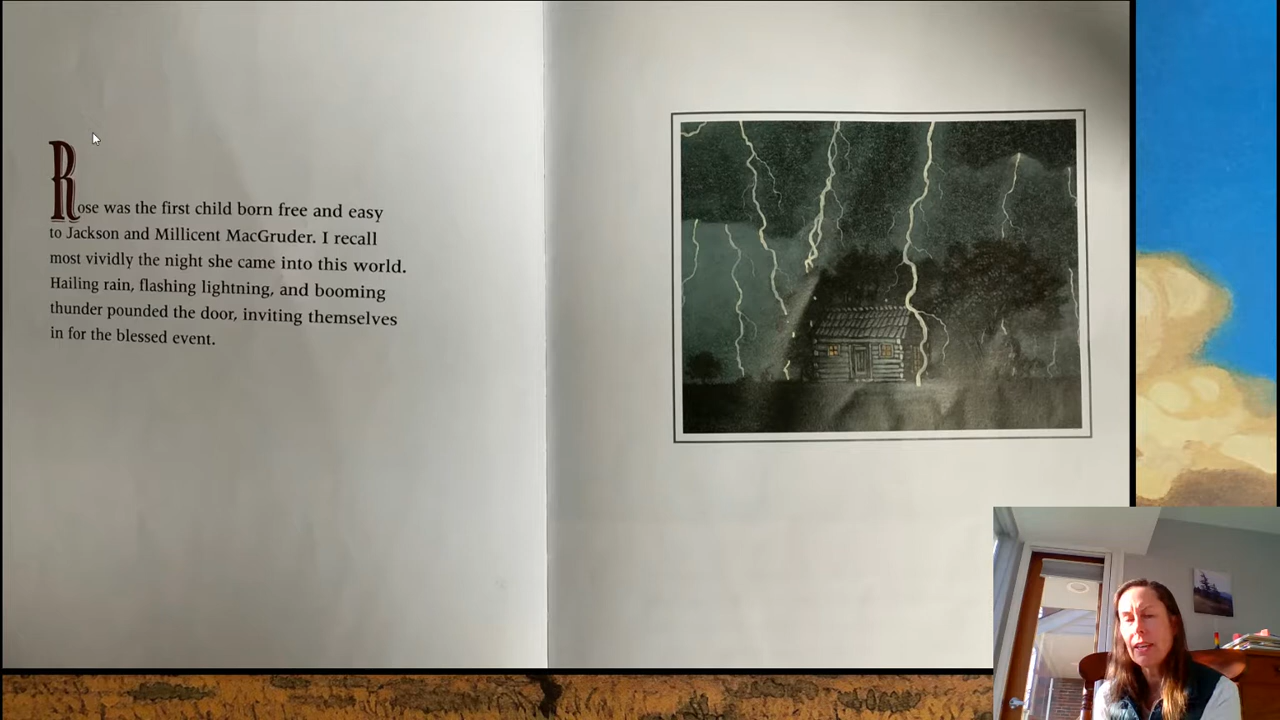 Rose was the first child born free and easy
to Jackson and Millicent MacGruder. I recall
most vividly the night she came into this world.
Hailing rain, flashing lightning, and booming
thunder pounded the door, inviting themselves
in for the blessed event.